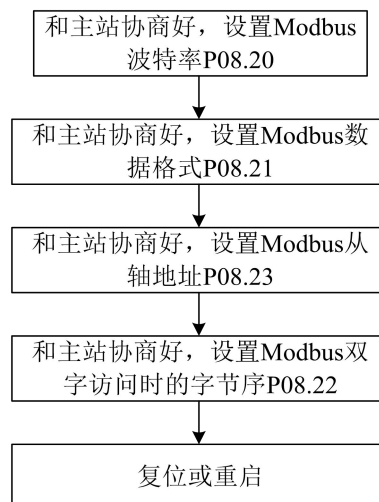 和主站协商好，设置Modbus
波特率P08.20
和主站协商好，设置Modbus数
据格式P08.21
和主站协商好，设置Modbus从
轴地址P08.23
和主站协商好，设置Modbus双
字访问时的字节序P08.22
复位或重启